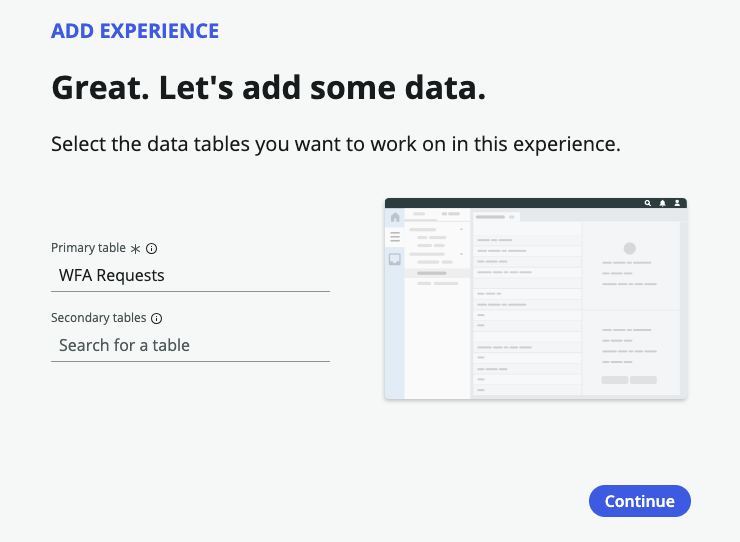 ADD EXPERIENCE
Great. Let's add some data.
Select the data tables you want to work on in this experience.
Primary table
WFA Requests
Secondary tables
Search for a table
Continue